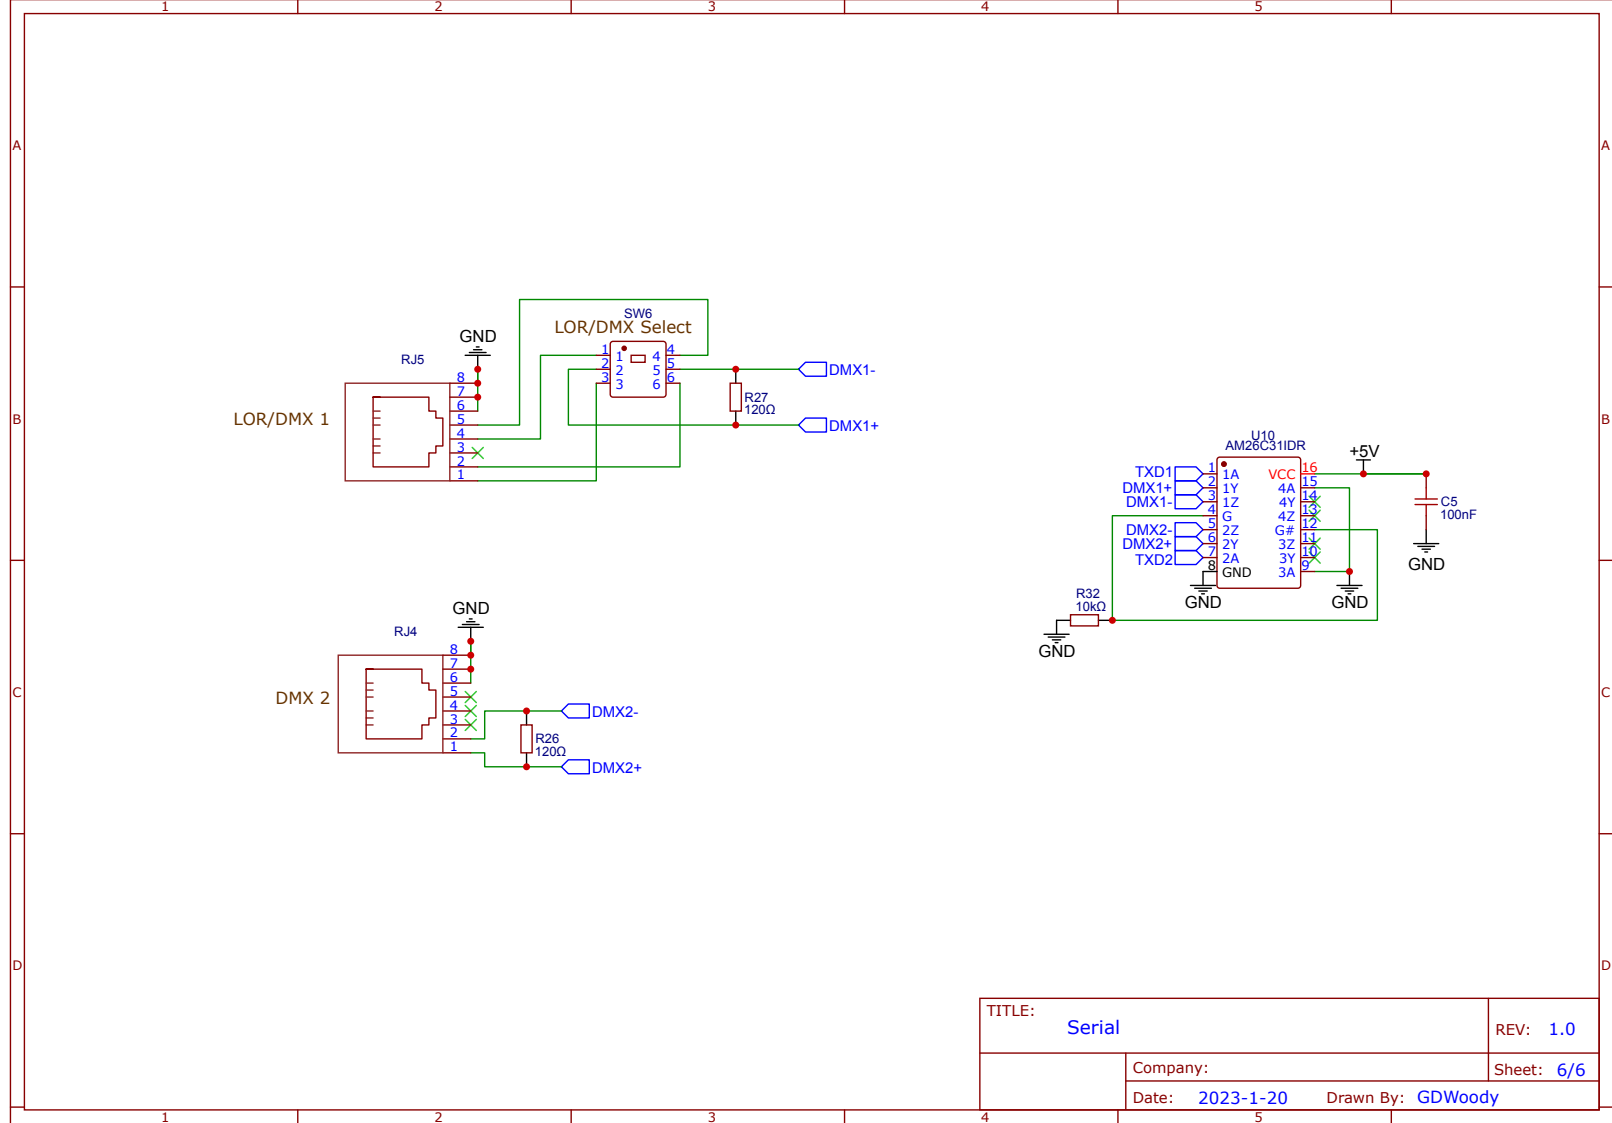 1 2 3 4 5
A A
B B
C C
D D
SW6
LOR/DMX Select
GND
RJ5
LOR/DMX 1
8
7
6
5
4
3
2
1
1 1 4 4
2 2 5 5
3 3 6 6
DMX1-
R27
120Ω
DMX1+
U10
AM26C31IDR
+5V
TXD1 1 1A VCC 16
DMX1+ 2 1Y 4A 15
DMX1- 3 1Z 4Y 14
4 G 4Z 13
DMX2- 5 2Z G# 12
DMX2+ 6 2Y 3Z 11
TXD2 7 2A 3Y 10
8 GND 3A 9
C5
100nF
GND
GND
GND
R32
10kΩ
GND
GND
RJ4
DMX 2
8
7
6
5
4
3
2
1
DMX2-
R26
120Ω
DMX2+
TITLE:
Serial
REV: 1.0
Company:
Sheet: 6/6
Date: 2023-1-20 Drawn By: GDWoody
1 2 3 4 5